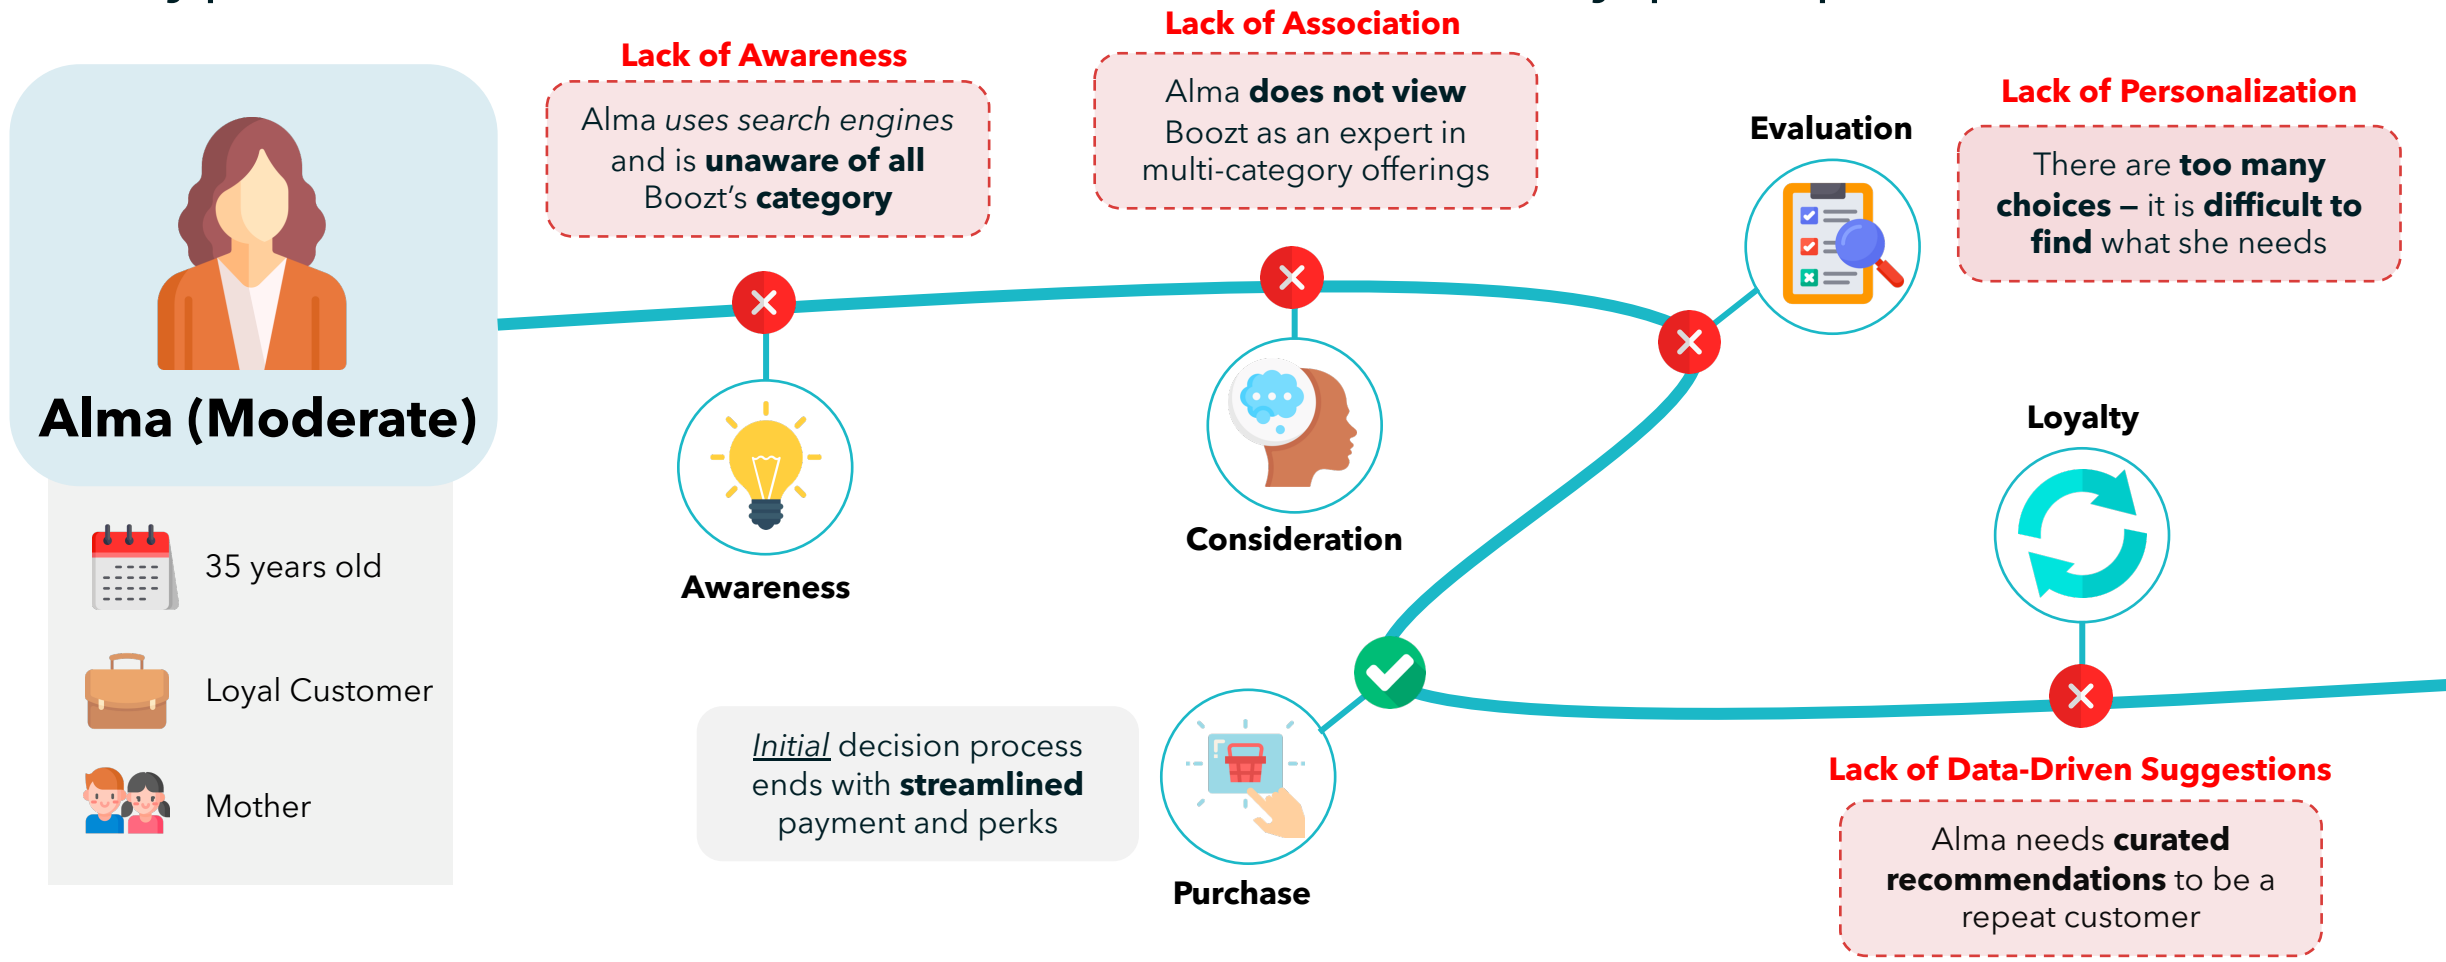 Lack of Awareness
Alma uses search engines
and is unaware of all
Boozt's category
Lack of Association
Alma does not view
Boozt as an expert in
multi-category offerings
Evaluation
Lack of Personalization
There are too many
choices – it is difficult to
find what she needs
Alma (Moderate)
35 years old
Loyal Customer
Mother
Awareness
Consideration
Loyalty
Initial decision process
ends with streamlined
payment and perks
Purchase
Lack of Data-Driven Suggestions
Alma needs curated
recommendations to be a
repeat customer